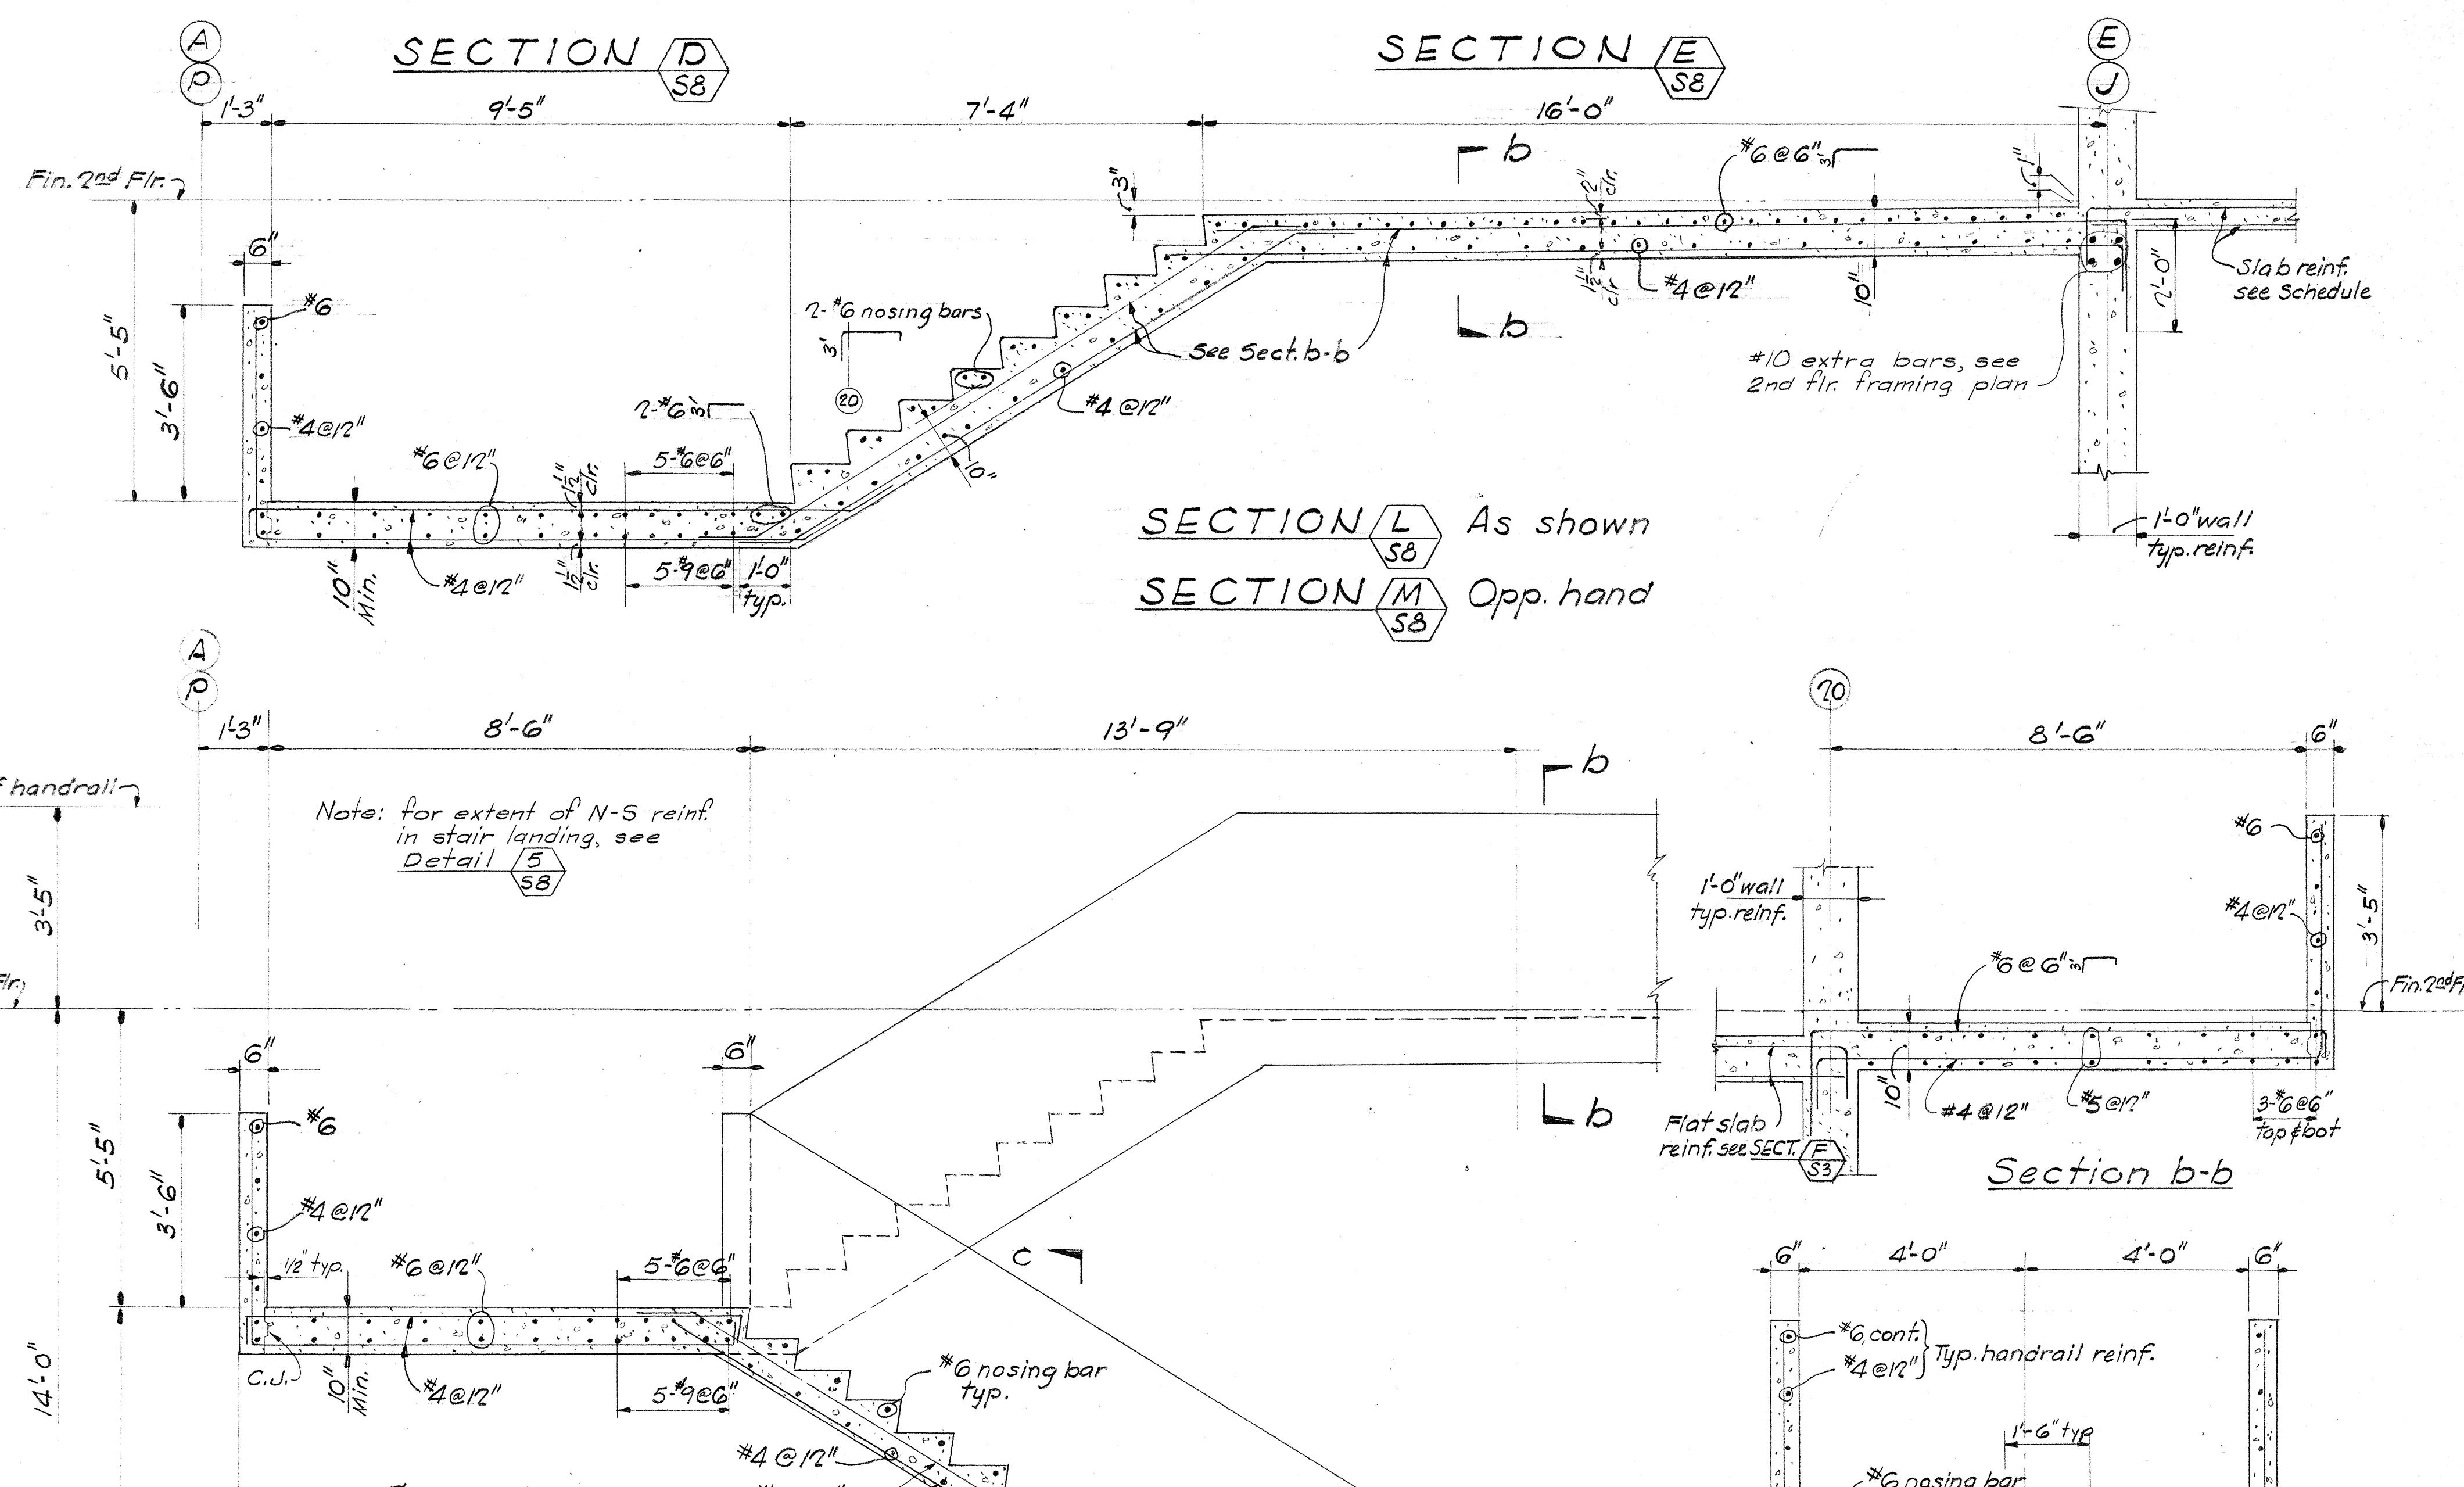 A
P
SECTION D
S8
SECTION E
S8
E
J
1'-3"
9'-5"
7'-4"
16'-0"
Fin. 2nd Flr.
b
#6@6" 3'
1"
3"
2" clr.
6"
#6
5'-5"
3'-6"
2-#6 nosing bars
3'
20
See Sect. b-b
1½" clr
#4@12"
10"
2'-0"
Slab reinf.
see Schedule
b
#10 extra bars, see
2nd flr. framing plan
#4@12"
2-#6 3'
#4@12"
#6@12"
1½" clr.
5-#6@6"
10"
10" Min.
#4@12"
1½" clr.
5-#9@6"
1'-0"
typ.
SECTION L As shown
S8
SECTION M Opp. hand
S8
1'-0" wall
typ. reinf.
A
P
1'-3"
8'-6"
13'-9"
b
20
8'-6"
6"
f handrail
Note: for extent of N-S reinf.
in stair landing, see
Detail 5
S8
3'-5"
Flr.
1'-0" wall
typ. reinf.
#6
#4@12"
3'-5"
#6@6" 3'
Fin. 2nd F
6"
6"
5'-5"
3'-6"
#6
#4@12"
½" typ.
#6@12"
5-#6@6"
c
b
Flat slab
reinf. see SECT. F
S3
10"
#4@12"
#5@12"
3-#6@6"
top & bot
Section b-b
14'-0"
C.J.
10" Min.
#4@12"
5-#9@6"
#6 nosing bar
typ.
#4@12"
6"
4'-0"
4'-0"
6"
#6, cont.
#4@12"
Typ. handrail reinf.
1'-6" typ
#6 nosing bar